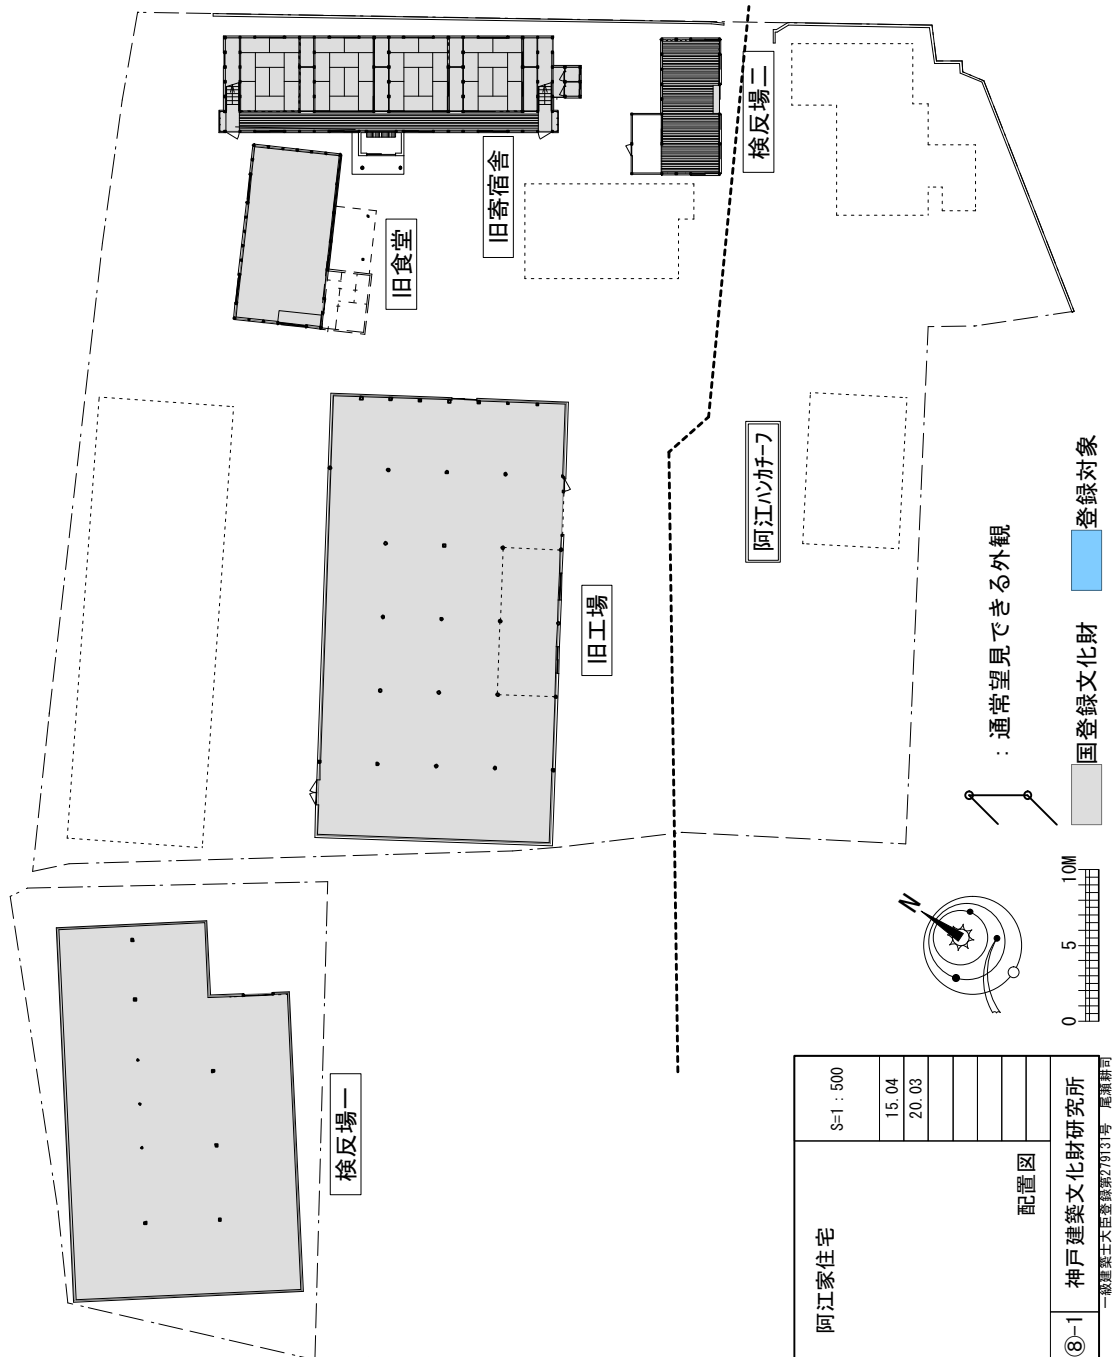 検反場二
旧寄宿舎
旧食堂
阿江ハンカチーフ
旧工場
検反場一
：通常望見できる外観
国登録文化財
登録対象
N
0 5 10M
阿江家住宅
配置図
S=1：500
15.04
20.03
⑧-1
神戸建築文化財研究所
一級建築士大臣登録第279131号 尾瀬耕司